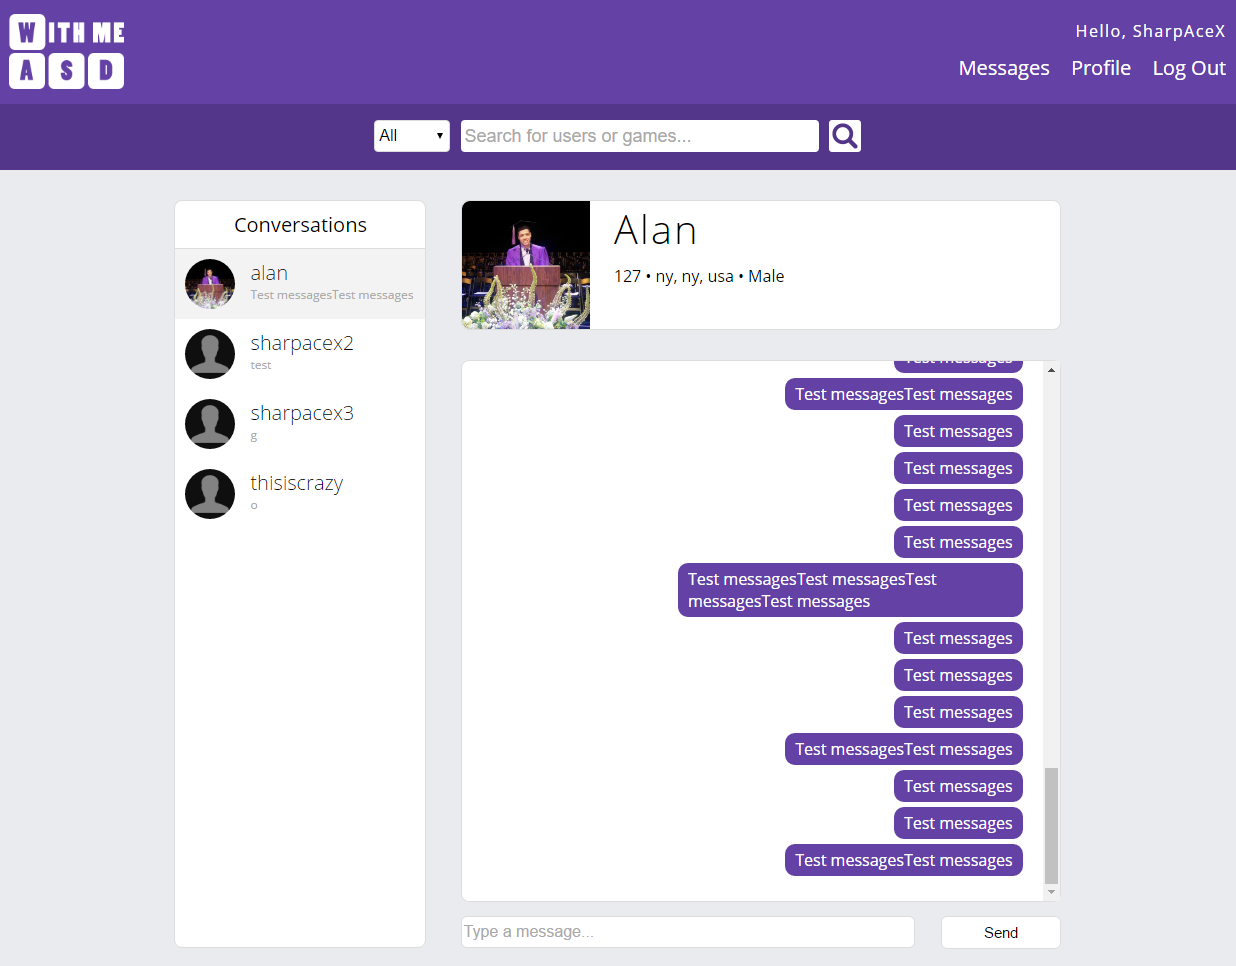 WITH ME
ASD
Hello, SharpAceX
Messages Profile Log Out
All
Search for users or games...
Conversations
alan
Test messagesTest messages
sharpacex2
test
sharpacex3
g
thisiscrazy
o
Alan
127 • ny, ny, usa • Male
Test messages
Test messagesTest messages
Test messages
Test messages
Test messages
Test messages
Test messagesTest messagesTest
messagesTest messages
Test messages
Test messages
Test messages
Test messagesTest messages
Test messages
Test messages
Test messagesTest messages
Type a message...
Send